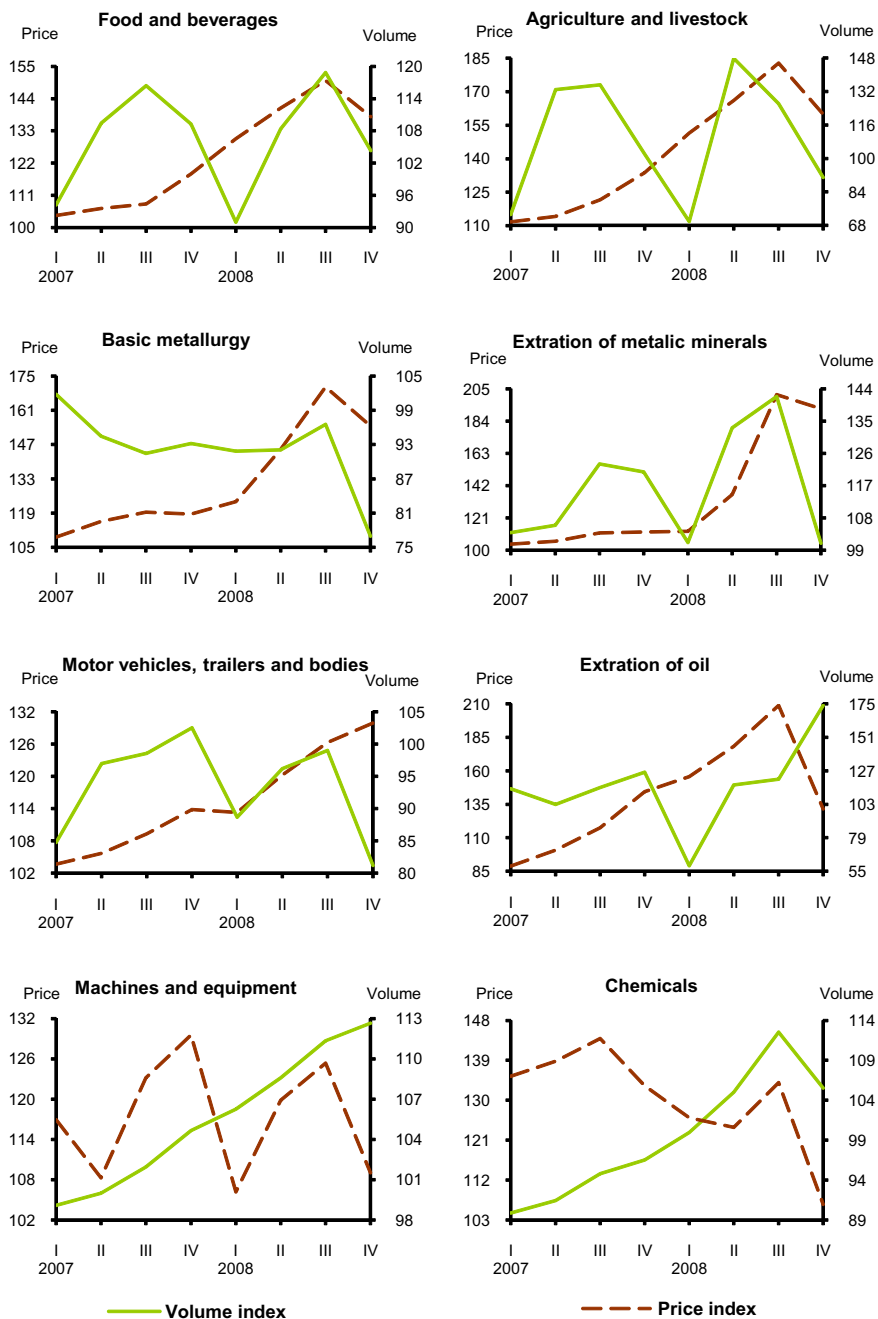 Food and beverages
Price
Volume
155
144
133
122
111
100
120
114
108
102
96
90
I
II
III
IV
I
II
III
IV
2007
2008
Agriculture and livestock
Price
Volume
185
170
155
140
125
110
148
132
116
100
84
68
I
II
III
IV
I
II
III
IV
2007
2008
Basic metallurgy
Price
Volume
175
161
147
133
119
105
105
99
93
87
81
75
I
II
III
IV
I
II
III
IV
2007
2008
Extration of metalic minerals
Price
Volume
205
184
163
142
121
100
144
135
126
117
108
99
I
II
III
IV
I
II
III
IV
2007
2008
Motor vehicles, trailers and bodies
Price
Volume
132
126
120
114
108
102
105
100
95
90
85
80
I
II
III
IV
I
II
III
IV
2007
2008
Extration of oil
Price
Volume
210
185
160
135
110
85
175
151
127
103
79
55
I
II
III
IV
I
II
III
IV
2007
2008
Machines and equipment
Price
Volume
132
126
120
114
108
102
113
110
107
104
101
98
I
II
III
IV
I
II
III
IV
2007
2008
Chemicals
Price
Volume
148
139
130
121
112
103
114
109
104
99
94
89
I
II
III
IV
I
II
III
IV
2007
2008
Volume index
Price index